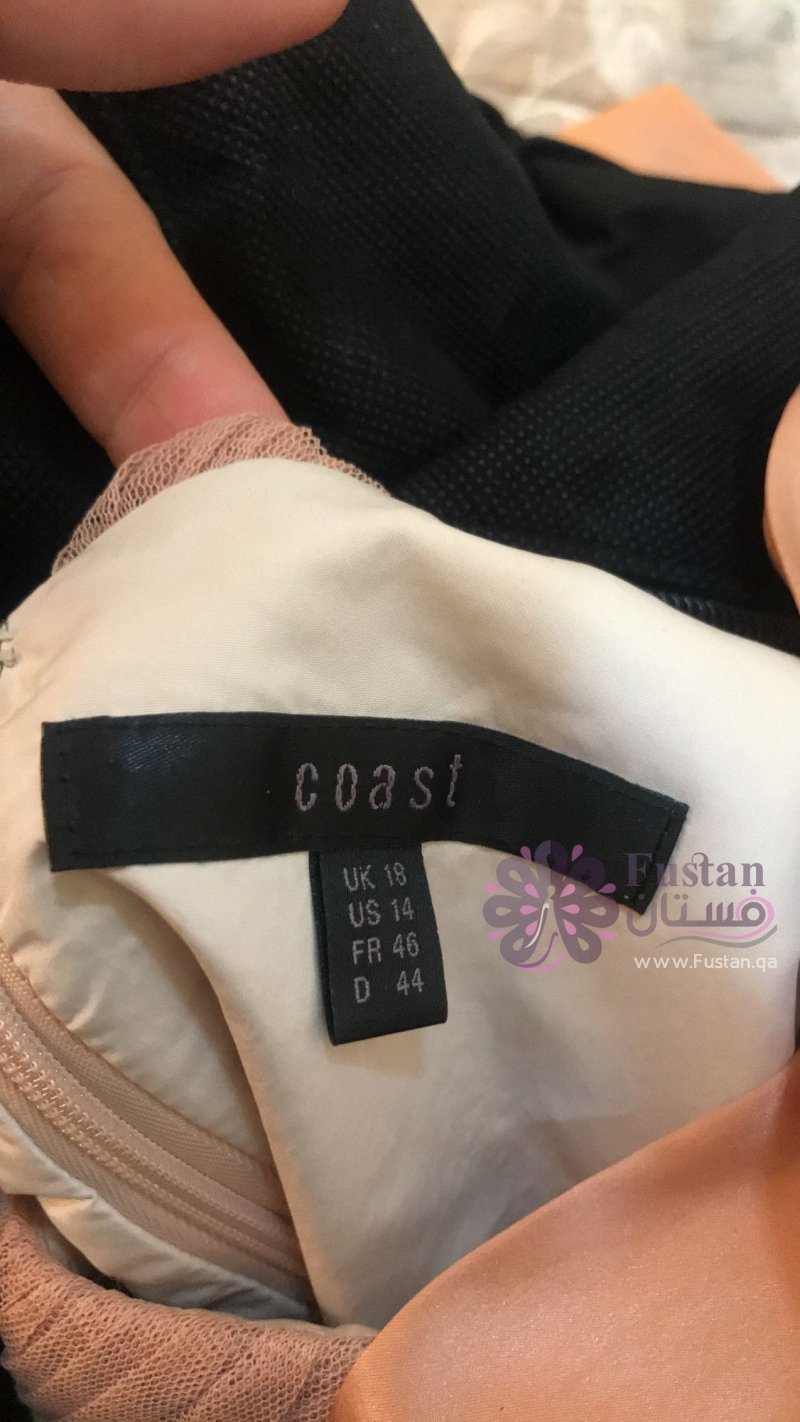 coast
UK 18
US 14
FR 46
D 44
Fustan
فستان
www.Fustan.qa